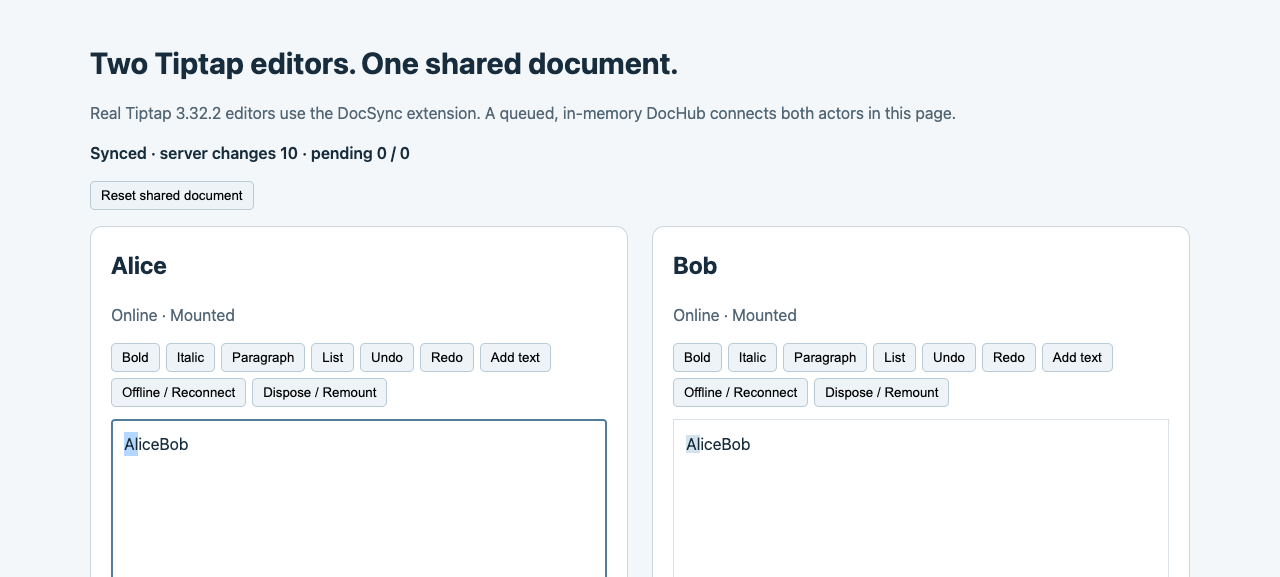 Two Tiptap editors. One shared document.
Real Tiptap 3.32.2 editors use the DocSync extension. A queued, in-memory DocHub connects both actors in this page.
Synced · server changes 10 · pending 0 / 0
Reset shared document
Alice
Online · Mounted
Bold Italic Paragraph List Undo Redo Add text
Offline / Reconnect Dispose / Remount
AliceBob
Bob
Online · Mounted
Bold Italic Paragraph List Undo Redo Add text
Offline / Reconnect Dispose / Remount
AliceBob